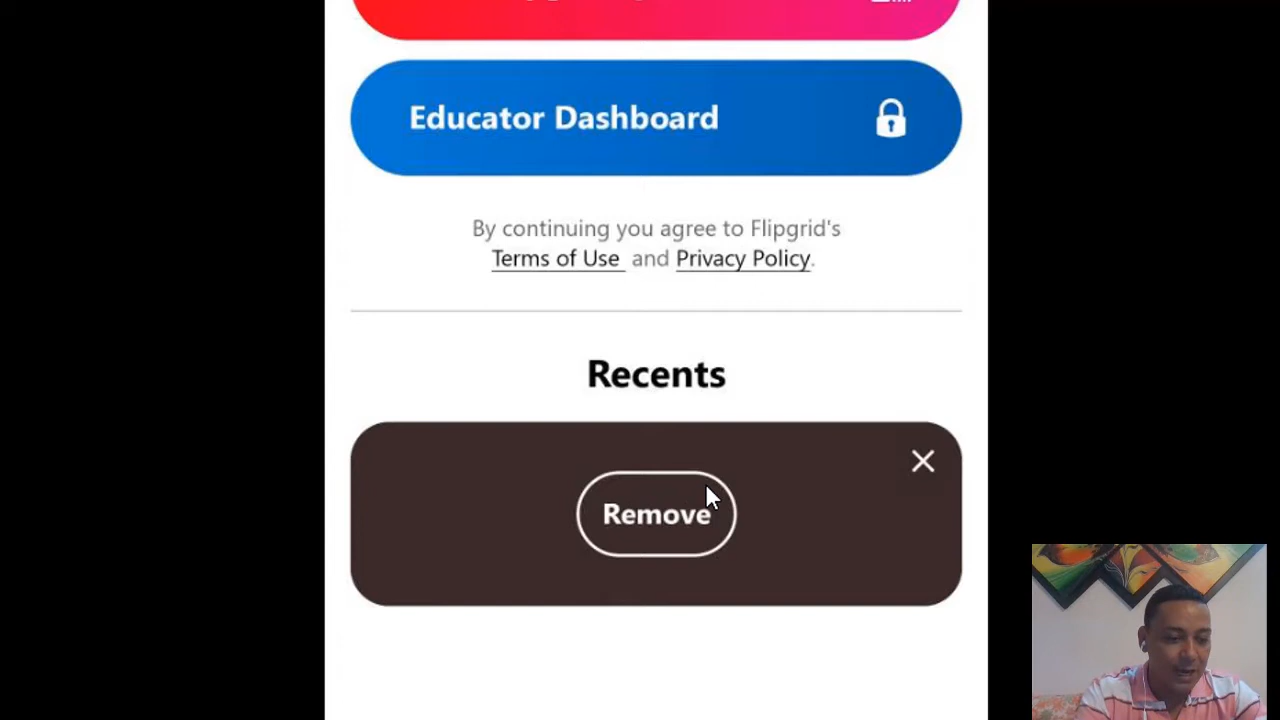 Educator Dashboard
By continuing you agree to Flipgrid's
Terms of Use and Privacy Policy.
Recents
Remove